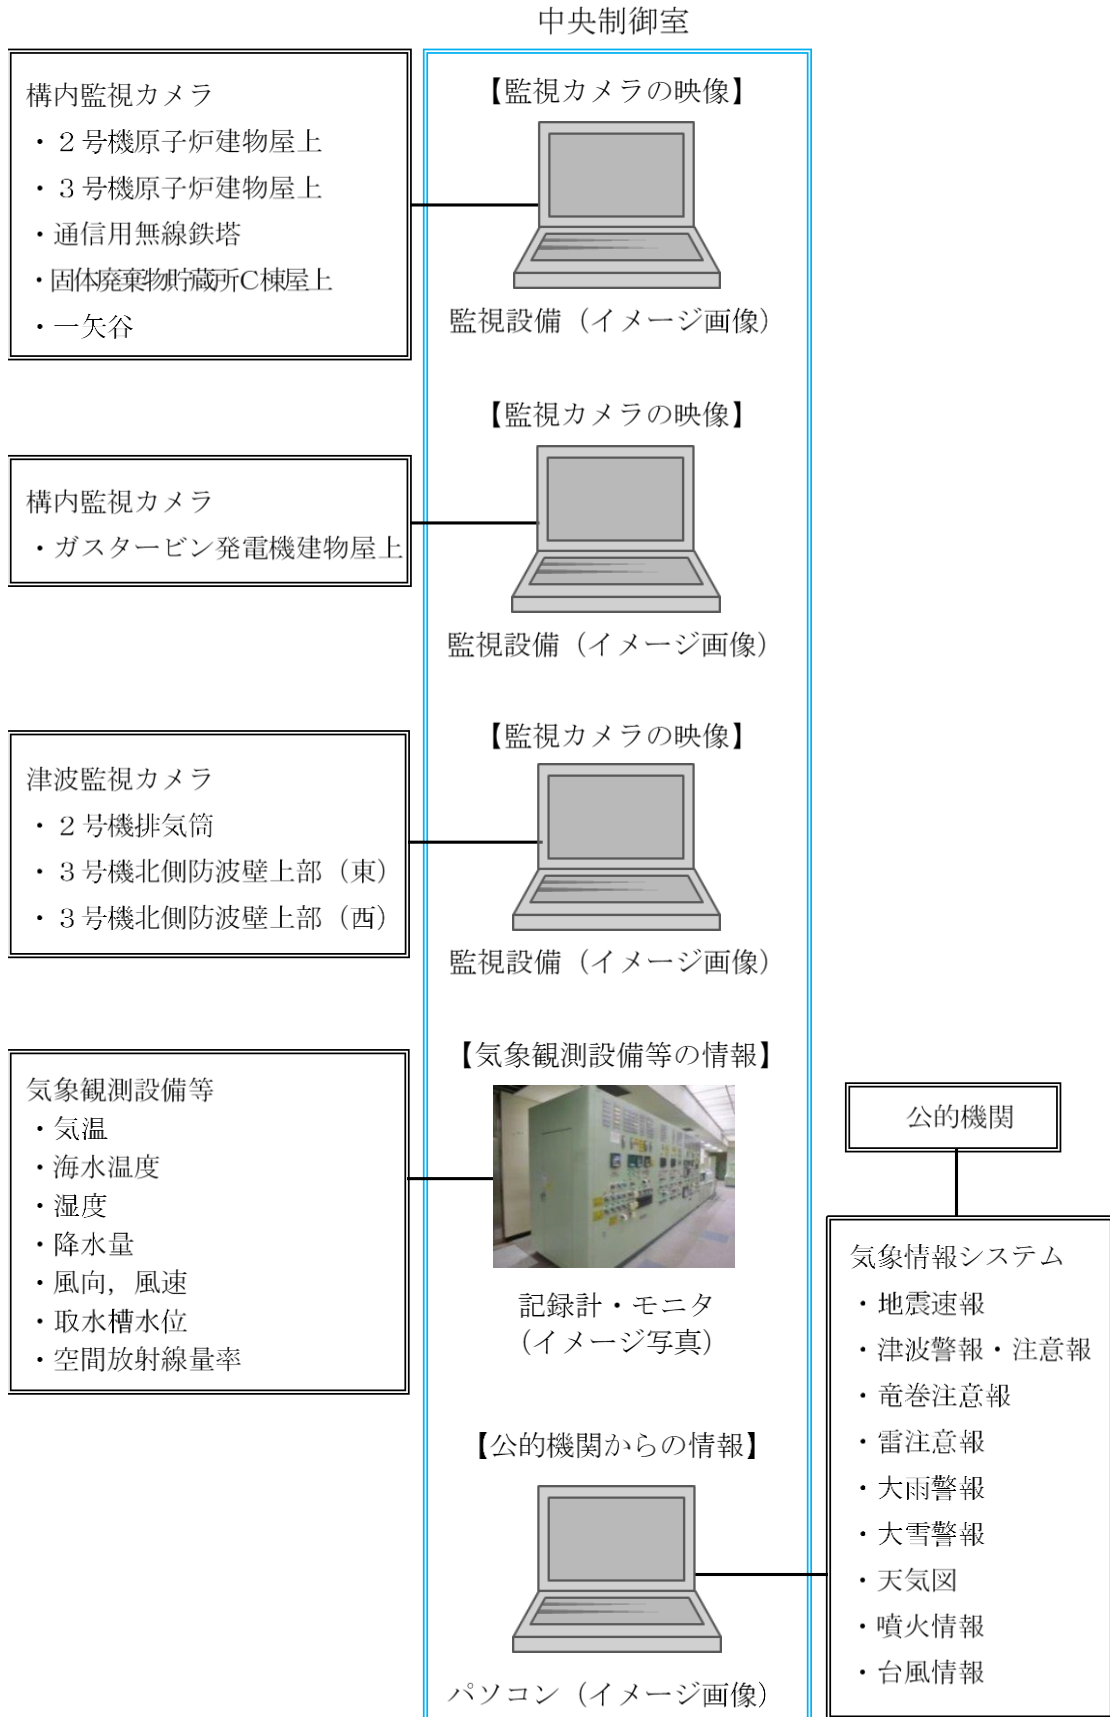 中央制御室
構内監視カメラ
・２号機原子炉建物屋上
・３号機原子炉建物屋上
・通信用無線鉄塔
・固体廃棄物貯蔵所C棟屋上
・一矢谷
【監視カメラの映像】
監視設備（イメージ画像）
構内監視カメラ
・ガスタービン発電機建物屋上
【監視カメラの映像】
監視設備（イメージ画像）
津波監視カメラ
・２号機排気筒
・３号機北側防波壁上部（東）
・３号機北側防波壁上部（西）
【監視カメラの映像】
監視設備（イメージ画像）
気象観測設備等
・気温
・海水温度
・湿度
・降水量
・風向，風速
・取水槽水位
・空間放射線量率
【気象観測設備等の情報】
記録計・モニタ
（イメージ写真）
公的機関
気象情報システム
・地震速報
・津波警報・注意報
・竜巻注意報
・雷注意報
・大雨警報
・大雪警報
・天気図
・噴火情報
・台風情報
【公的機関からの情報】
パソコン（イメージ画像）